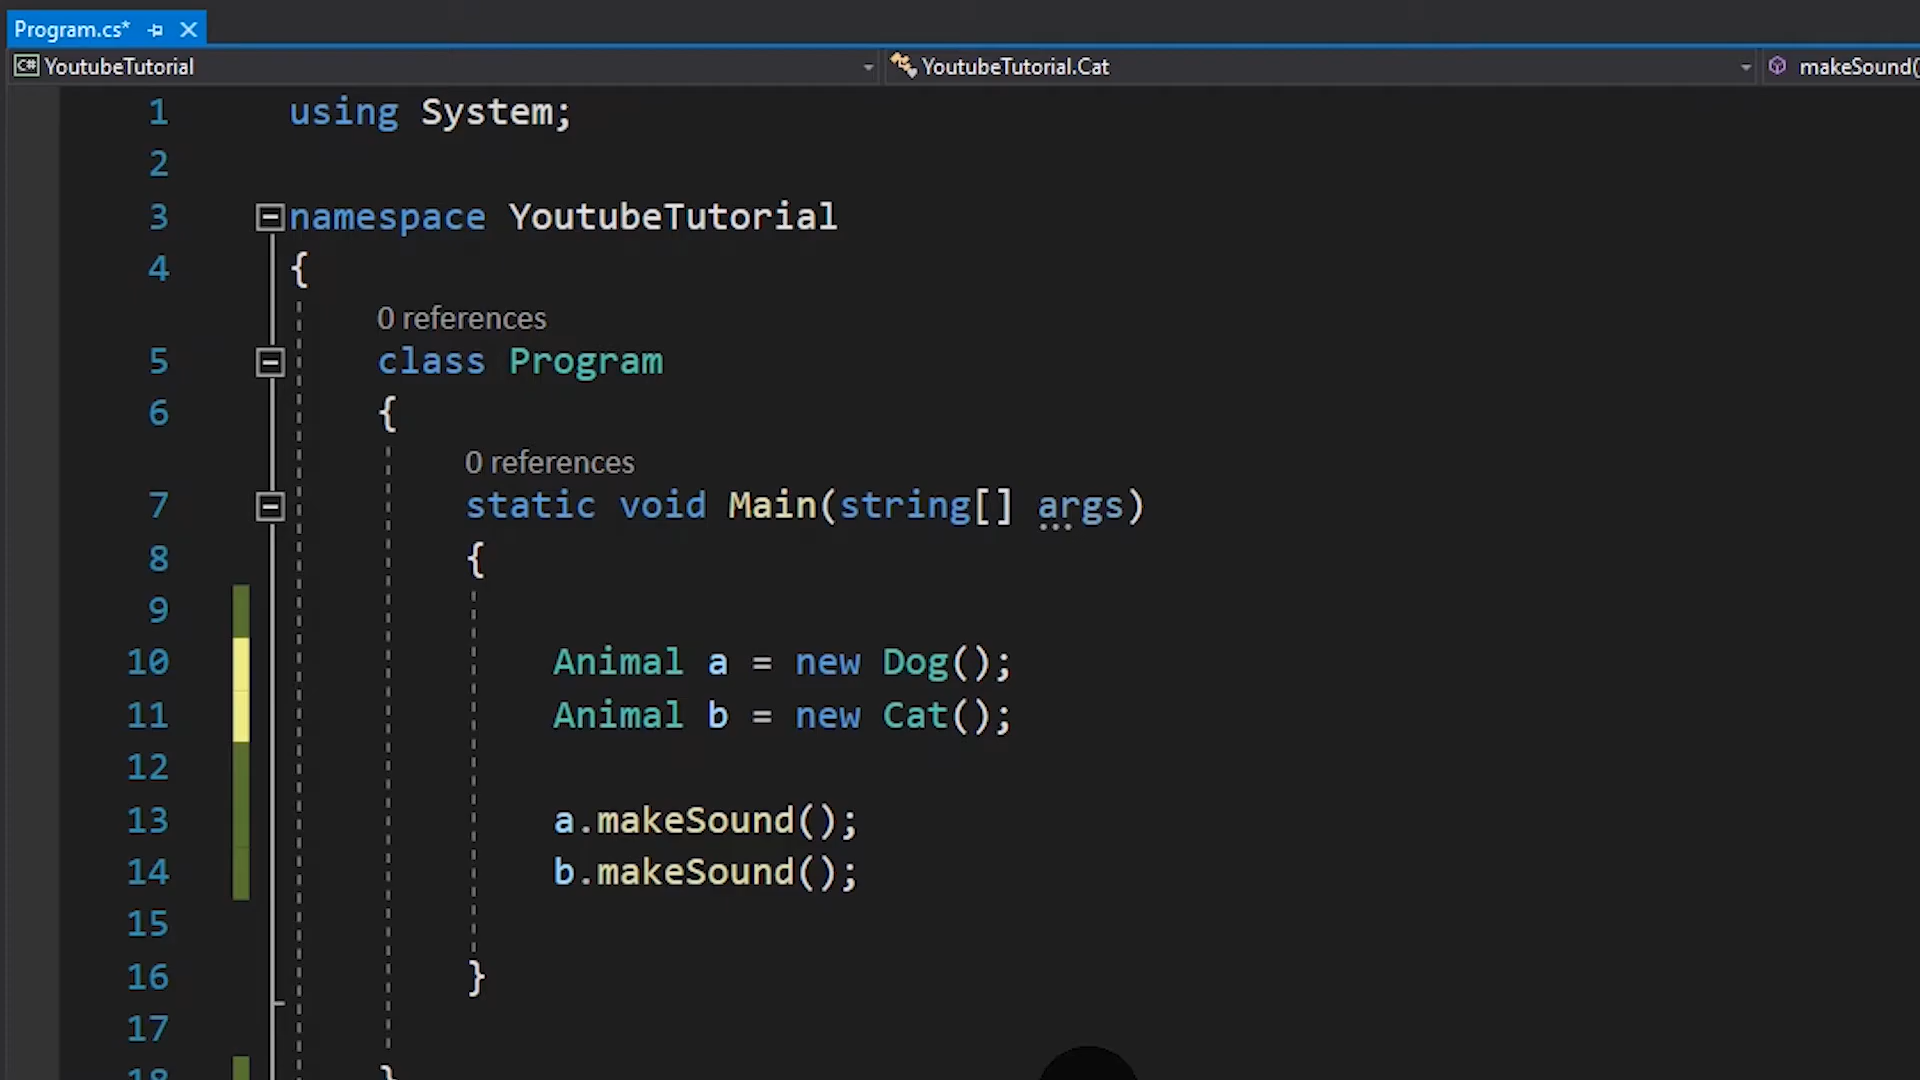 Program.cs*
YoutubeTutorial YoutubeTutorial.Cat makeSound(
1 using System;
2
3 namespace YoutubeTutorial
4 {
0 references
5 class Program
6 {
0 references
7 static void Main(string[] args)
8 {
9
10 Animal a = new Dog();
11 Animal b = new Cat();
12
13 a.makeSound();
14 b.makeSound();
15
16 }
17
18 }